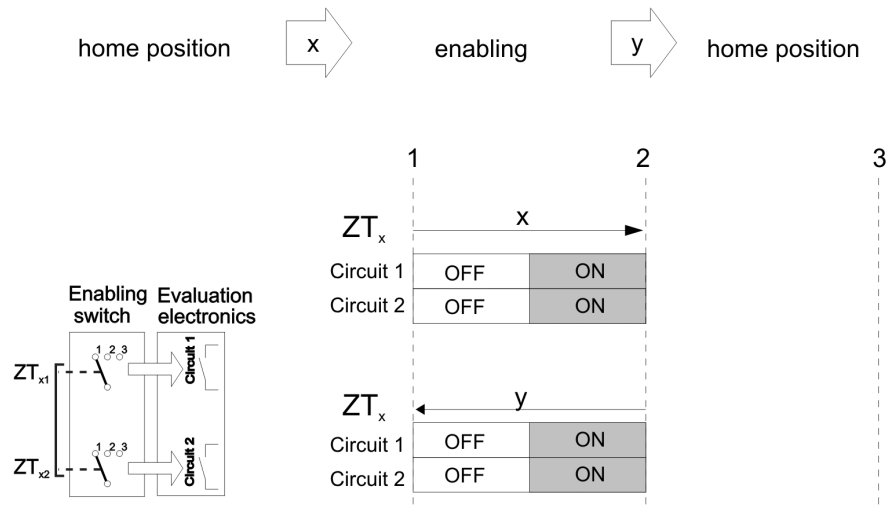 home position
x
enabling
y
home position
1 2 3
ZTx
x
Circuit 1 OFF ON
Circuit 2 OFF ON
Enabling switch
Evaluation electronics
1 2 3
ZTx1
Circuit 1
1 2 3
ZTx2
Circuit 2
ZTx
y
Circuit 1 OFF ON
Circuit 2 OFF ON